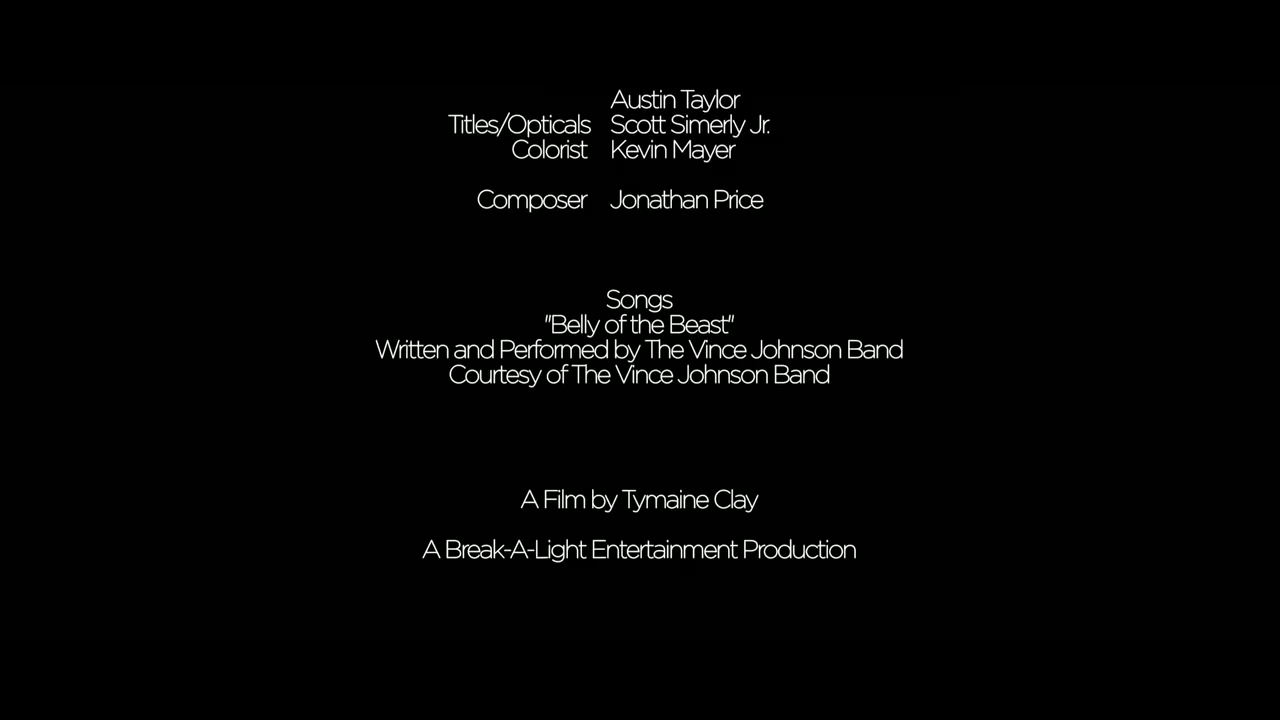 Austin Taylor
Titles/Opticals Scott Simerly Jr.
Colorist Kevin Mayer
Composer Jonathan Price
Songs
"Belly of the Beast"
Written and Performed by The Vince Johnson Band
Courtesy of The Vince Johnson Band
A Film by Tymaine Clay
A Break-A-Light Entertainment Production